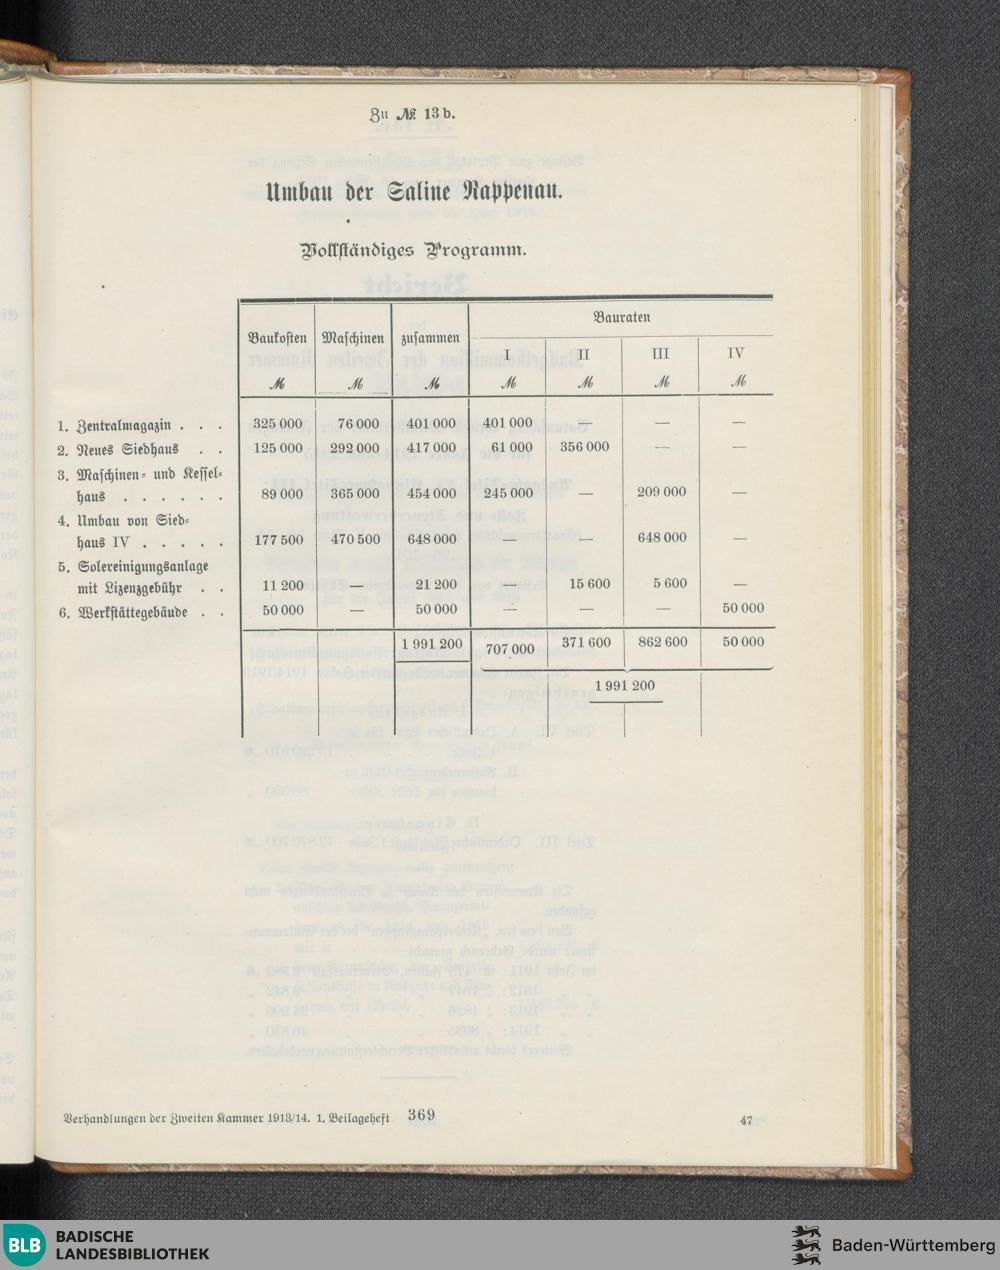 Zu № 13 b.
Umbau der Saline Rappenau.
Vollständiges Programm.
Baukosten Maschinen zusammen Bauraten
I II III IV
ℳ ℳ ℳ ℳ ℳ ℳ ℳ
1. Zentralmagazin . . . 325 000 76 000 401 000 401 000 — — —
2. Neues Siedhaus . . 125 000 292 000 417 000 61 000 356 000 — —
3. Maschinen- und Kessel-
haus . . . . . . 89 000 365 000 454 000 245 000 — 209 000 —
4. Umbau von Sied-
haus IV . . . . . 177 500 470 500 648 000 — — 648 000 —
5. Solereinigungsanlage
mit Lizenzgebühr . . 11 200 — 21 200 — 15 600 5 600 —
6. Werkstättegebäude . . 50 000 — 50 000 — — — 50 000
1 991 200 707 000 371 600 862 600 50 000
1 991 200
Verhandlungen der Zweiten Kammer 1913/14. 1. Beilageheft 369 47
BLB BADISCHE
LANDESBIBLIOTHEK
Baden-Württemberg